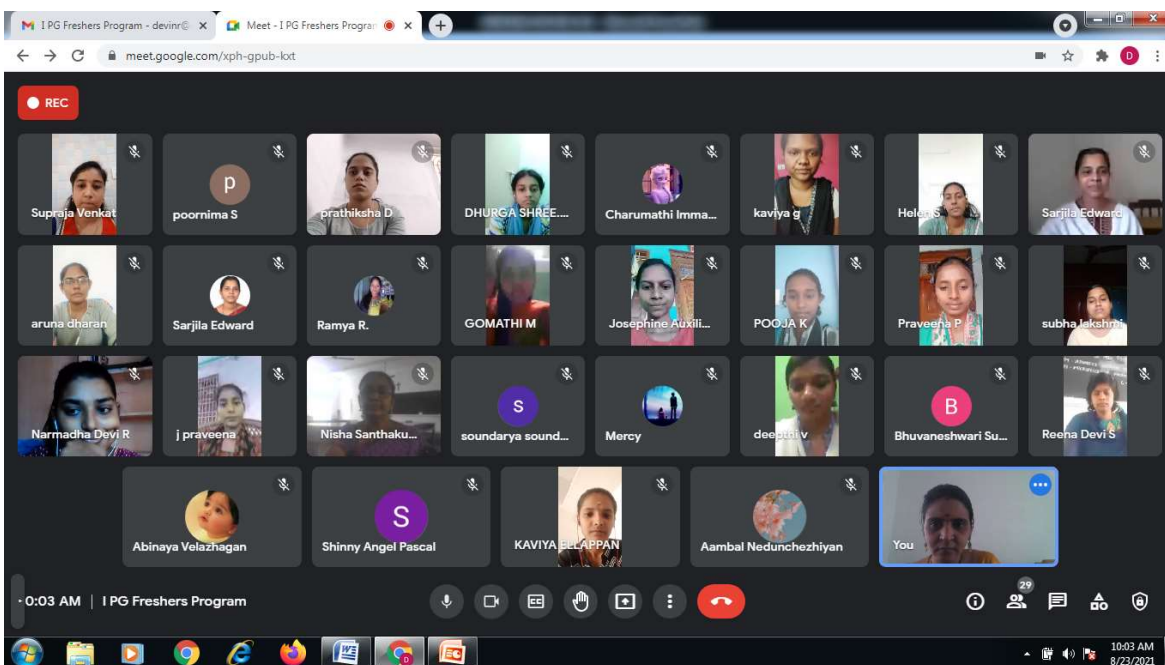 I PG Freshers Program - devinr©
Meet - I PG Freshers Program
meet.google.com/xph-gpub-kxt
D
REC
Supraja Venkat
p
poornima S
prathiksha D
DHURGA SHREE....
Charumathi Imma...
kaviya g
Helen S
Sarjila Edward
aruna dharan
Sarjila Edward
Ramya R.
GOMATHI M
Josephine Auxili...
POOJA K
Praveena P
subha lakshmi
Narmadha Devi R
j praveena
Nisha Santhaku...
s
soundarya sound...
Mercy
deepthi v
B
Bhuvaneshwari Su...
Reena Devi S
Abinaya Velazhagan
S
Shinny Angel Pascal
KAVIYA ELLAPPAN
Aambal Nedunchezhiyan
You
0:03 AM | I PG Freshers Program
CC
29
10:03 AM
8/23/2021